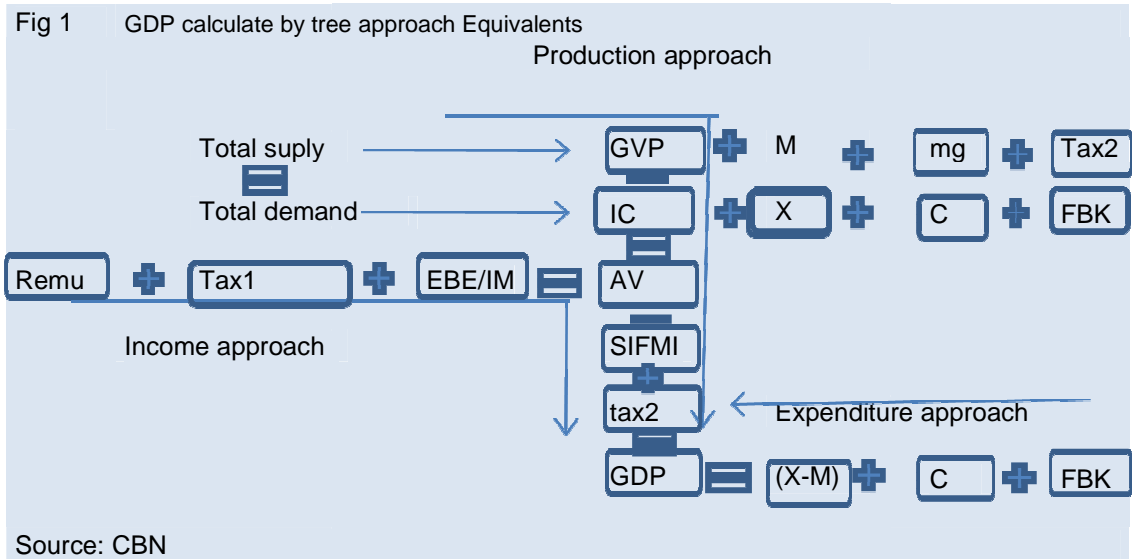 Fig 1 GDP calculate by tree approach Equivalents
Production approach
Total suply GVP + M + mg + Tax2
Total demand IC + X + C + FBK
Remu + Tax1 + EBE/IM = AV
Income approach
SIFMI
tax2
Expenditure approach
GDP = (X-M) + C + FBK
Source: CBN